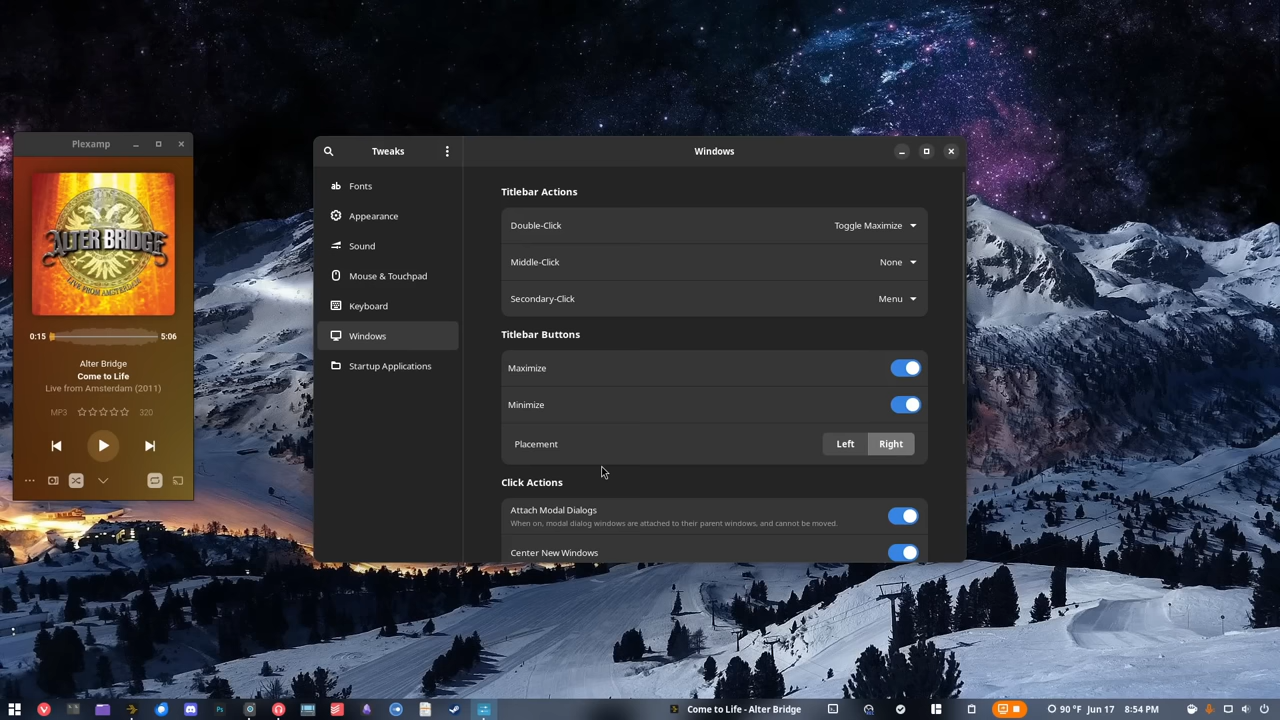 Plexamp
ALTER BRIDGE
LIVE FROM AMSTERDAM
0:15
5:06
Alter Bridge
Come to Life
Live from Amsterdam (2011)
MP3
320
Tweaks
Windows
ab Fonts
Appearance
Sound
Mouse & Touchpad
Keyboard
Windows
Startup Applications
Titlebar Actions
Double-Click
Toggle Maximize
Middle-Click
None
Secondary-Click
Menu
Titlebar Buttons
Maximize
Minimize
Placement
Left
Right
Click Actions
Attach Modal Dialogs
When on, modal dialog windows are attached to their parent windows, and cannot be moved.
Center New Windows
Ps
Come to Life - Alter Bridge
90 °F Jun 17 8:54 PM